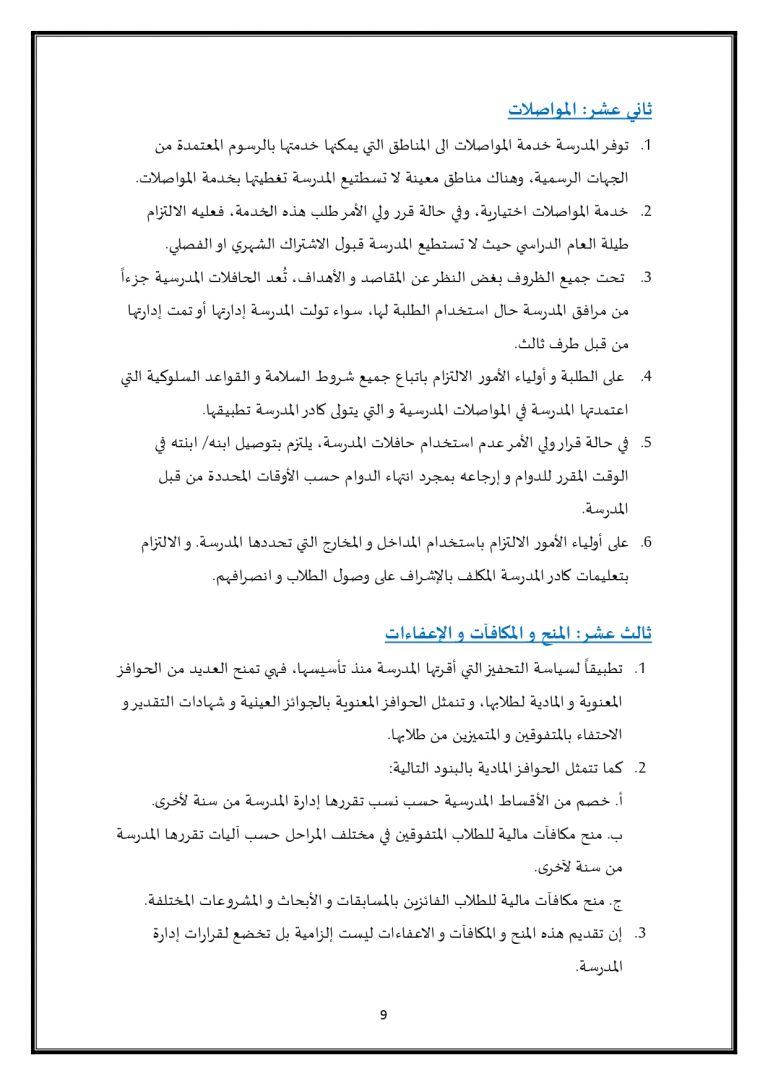 ثاني عشر: المواصلات
1. توفر المدرسة خدمة المواصلات الى المناطق التي يمكنها خدمتها بالرسوم المعتمدة من
الجهات الرسمية، وهناك مناطق معينة لا تسطتيع المدرسة تغطيتها بخدمة المواصلات.
2. خدمة المواصلات اختيارية، وفي حالة قرر ولي الأمر طلب هذه الخدمة، فعليه الالتزام
طيلة العام الدراسي حيث لا تستطيع المدرسة قبول الاشتراك الشهري او الفصلي.
3. تحت جميع الظروف بغض النظر عن المقاصد و الأهداف، تُعد الحافلات المدرسية جزءاً
من مرافق المدرسة حال استخدام الطلبة لها، سواء تولت المدرسة إدارتها أو تمت إدارتها
من قبل طرف ثالث.
4. على الطلبة و أولياء الأمور الالتزام باتباع جميع شروط السلامة و القواعد السلوكية التي
اعتمدتها المدرسة في المواصلات المدرسية و التي يتولى كادر المدرسة تطبيقها.
5. في حالة قرار ولي الأمر عدم استخدام حافلات المدرسة، يلتزم بتوصيل ابنه/ ابنته في
الوقت المقرر للدوام و إرجاعه بمجرد انتهاء الدوام حسب الأوقات المحددة من قبل
المدرسة.
6. على أولياء الأمور الالتزام باستخدام المداخل و المخارج التي تحددها المدرسة. و الالتزام
بتعليمات كادر المدرسة المكلف بالإشراف على وصول الطلاب و انصرافهم.
ثالث عشر: المنح و المكافآت و الإعفاءات
1. تطبيقاً لسياسة التحفيز التي أقرتها المدرسة منذ تأسيسها، فهي تمنح العديد من الحوافز
المعنوية و المادية لطلابها، و تتمثل الحوافز المعنوية بالجوائز العينية و شهادات التقدير و
الاحتفاء بالمتفوقين و المتميزين من طلابها.
2. كما تتمثل الحوافز المادية بالبنود التالية:
أ. خصم من الأقساط المدرسية حسب نسب تقررها إدارة المدرسة من سنة لأخرى.
ب. منح مكافآت مالية للطلاب المتفوقين في مختلف المراحل حسب آليات تقررها المدرسة
من سنة لآخرى.
ج. منح مكافآت مالية للطلاب الفائزين بالمسابقات و الأبحاث و المشروعات المختلفة.
3. إن تقديم هذه المنح و المكافآت و الاعفاءات ليست إلزامية بل تخضع لقرارات إدارة
المدرسة.
9